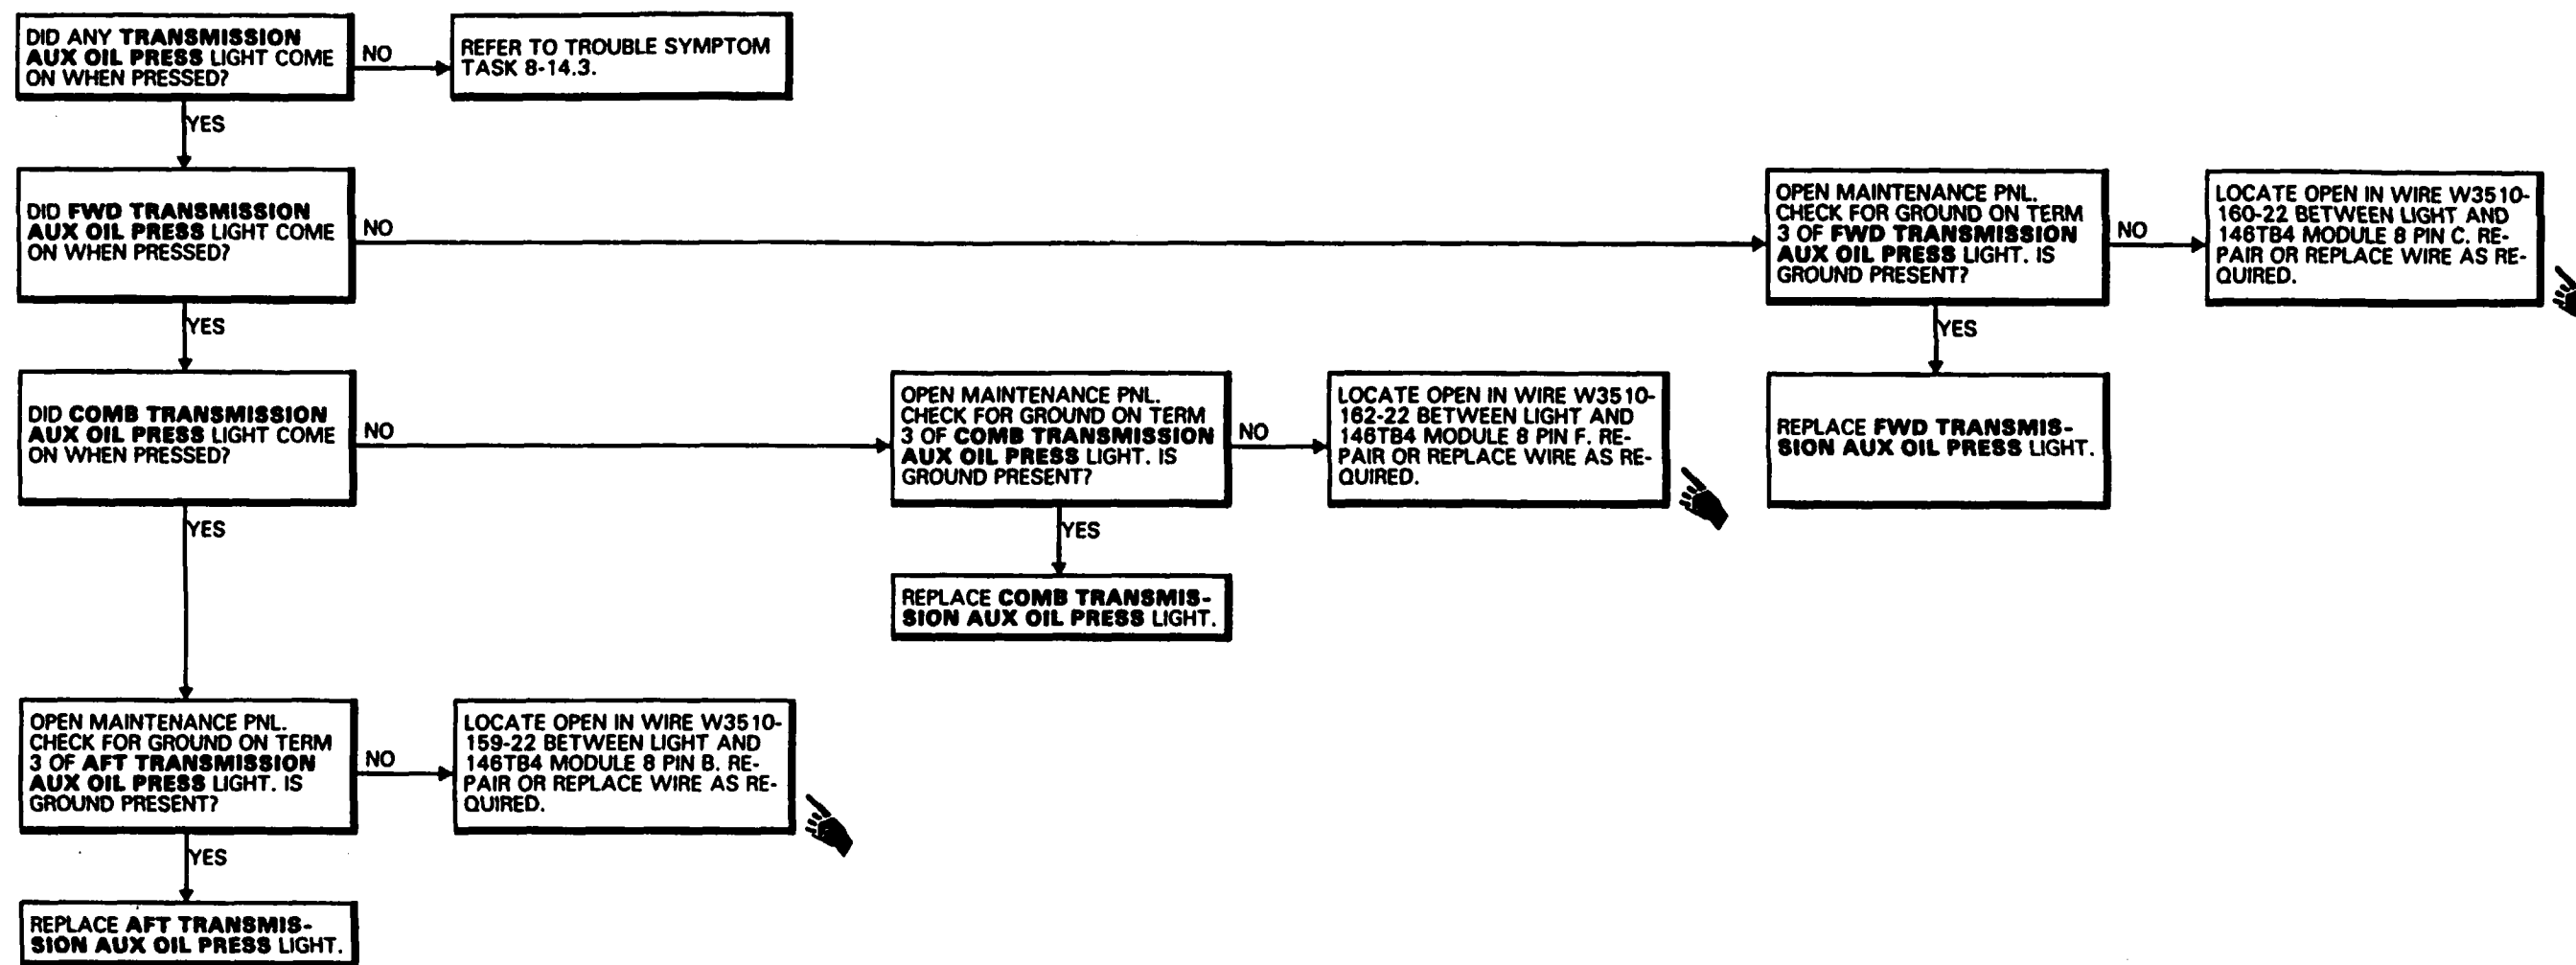 DID ANY TRANSMISSION
AUX OIL PRESS LIGHT COME
ON WHEN PRESSED?
NO
REFER TO TROUBLE SYMPTOM
TASK 8-14.3.
YES
DID FWD TRANSMISSION
AUX OIL PRESS LIGHT COME
ON WHEN PRESSED?
NO
OPEN MAINTENANCE PNL.
CHECK FOR GROUND ON TERM
3 OF FWD TRANSMISSION
AUX OIL PRESS LIGHT. IS
GROUND PRESENT?
NO
LOCATE OPEN IN WIRE W3510-
160-22 BETWEEN LIGHT AND
146TB4 MODULE 8 PIN C. RE-
PAIR OR REPLACE WIRE AS RE-
QUIRED.
YES
YES
REPLACE FWD TRANSMIS-
SION AUX OIL PRESS LIGHT.
DID COMB TRANSMISSION
AUX OIL PRESS LIGHT COME
ON WHEN PRESSED?
NO
OPEN MAINTENANCE PNL.
CHECK FOR GROUND ON TERM
3 OF COMB TRANSMISSION
AUX OIL PRESS LIGHT. IS
GROUND PRESENT?
NO
LOCATE OPEN IN WIRE W3510-
162-22 BETWEEN LIGHT AND
146TB4 MODULE 8 PIN F. RE-
PAIR OR REPLACE WIRE AS RE-
QUIRED.
YES
YES
REPLACE COMB TRANSMIS-
SION AUX OIL PRESS LIGHT.
OPEN MAINTENANCE PNL.
CHECK FOR GROUND ON TERM
3 OF AFT TRANSMISSION
AUX OIL PRESS LIGHT. IS
GROUND PRESENT?
NO
LOCATE OPEN IN WIRE W3510-
159-22 BETWEEN LIGHT AND
146TB4 MODULE 8 PIN B. RE-
PAIR OR REPLACE WIRE AS RE-
QUIRED.
YES
REPLACE AFT TRANSMIS-
SION AUX OIL PRESS LIGHT.